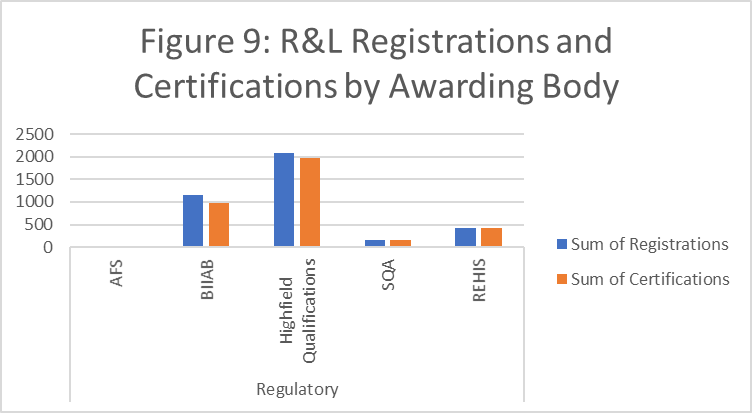 Figure 9: R&L Registrations and
Certifications by Awarding Body
2500
2000
1500
1000
500
0
AFS
BIIAB
Highfield
Qualifications
SQA
REHIS
Regulatory
Sum of Registrations
Sum of Certifications